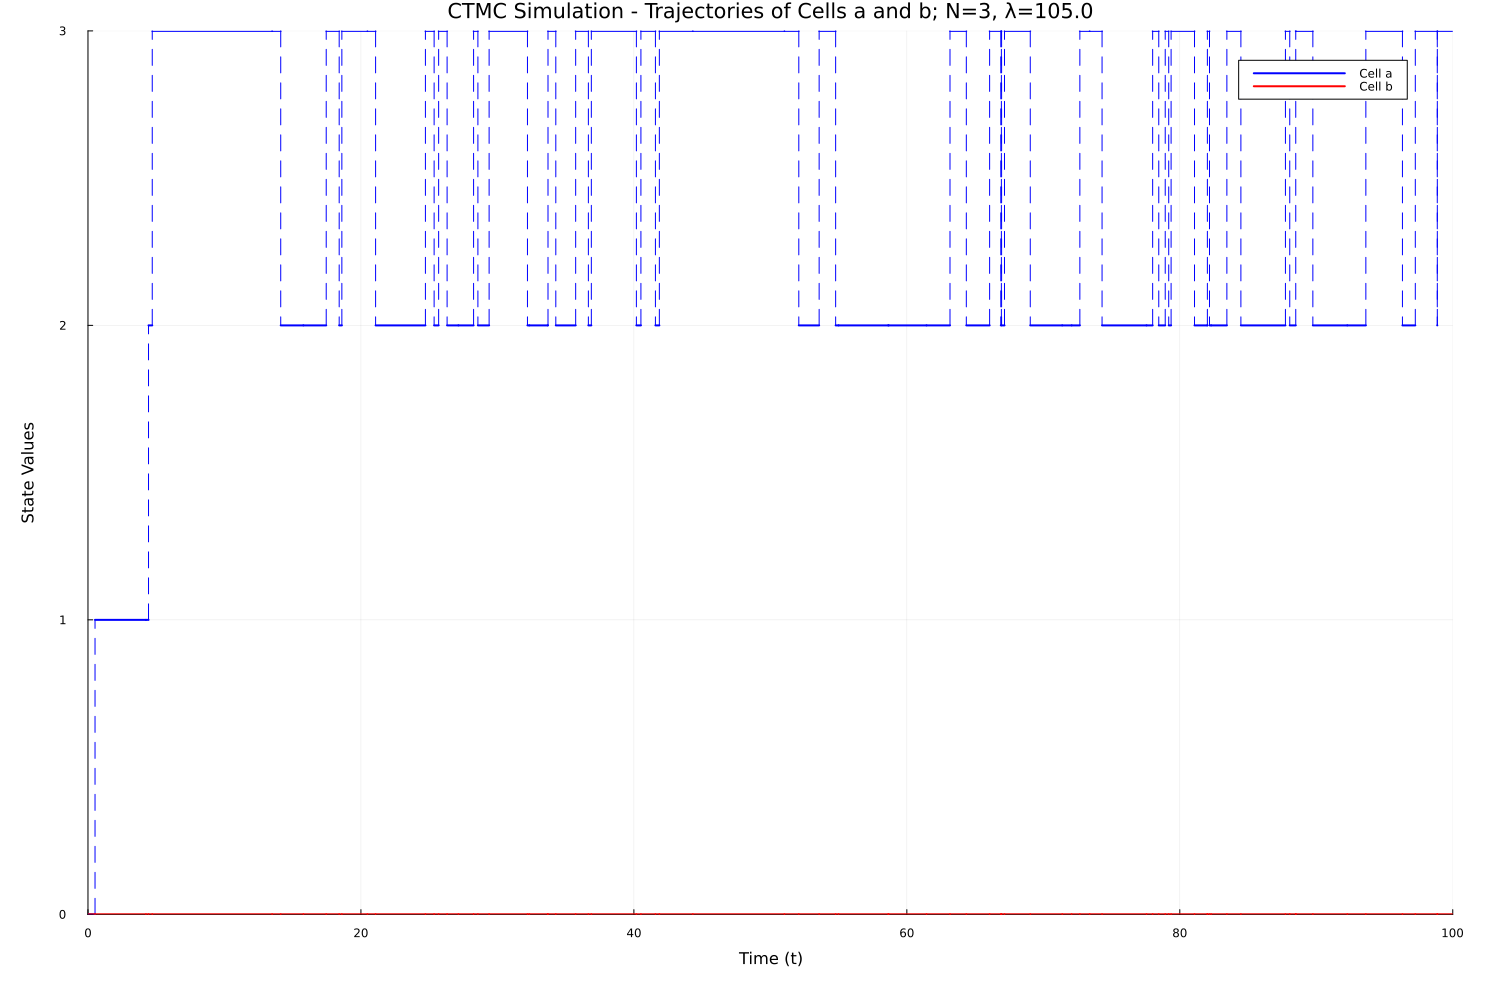 CTMC Simulation - Trajectories of Cells a and b; N=3, λ=105.0
3
Cell a
Cell b
2
State Values
1
0
0 20 40 60 80 100
Time (t)